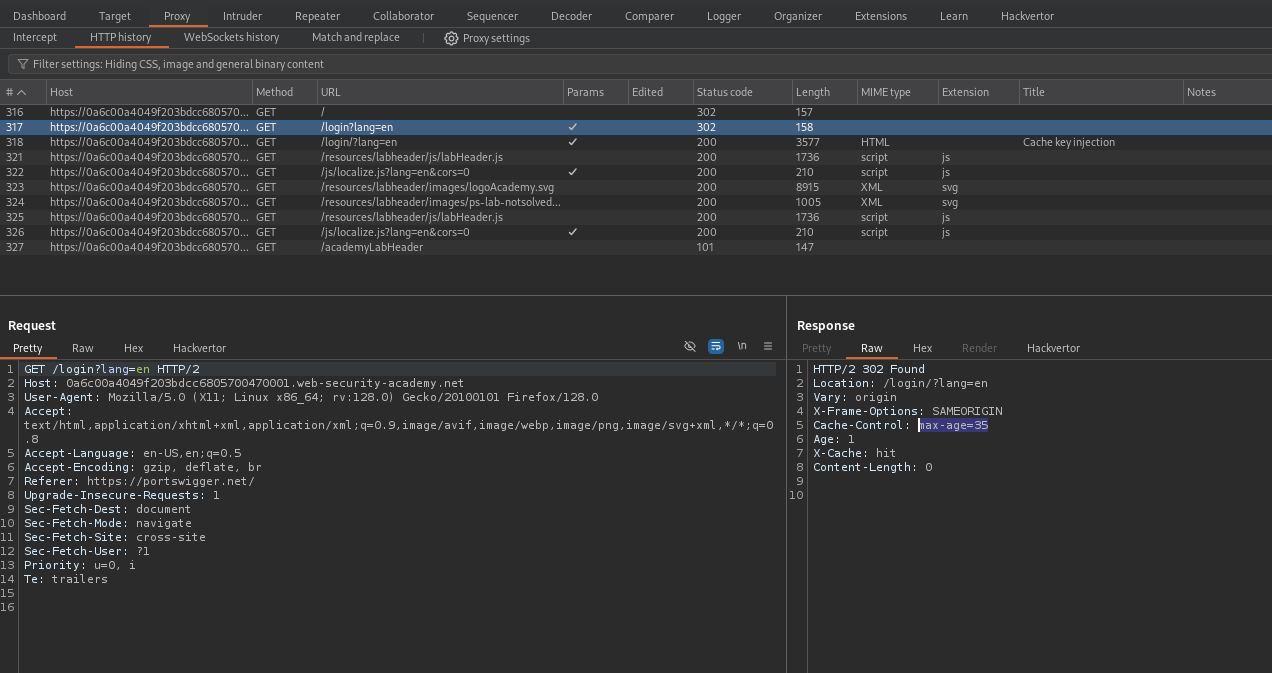 Dashboard Target Proxy Intruder Repeater Collaborator Sequencer Decoder Comparer Logger Organizer Extensions Learn Hackvertor
Intercept HTTP history WebSockets history Match and replace Proxy settings
Filter settings: Hiding CSS, image and general binary content
# Host Method URL Params Edited Status code Length MIME type Extension Title Notes
316 https://0a6c00a4049f203bdcc680570... GET / 302 157
317 https://0a6c00a4049f203bdcc680570... GET /login?lang=en ✓ 302 158
318 https://0a6c00a4049f203bdcc680570... GET /login/?lang=en ✓ 200 3577 HTML Cache key injection
321 https://0a6c00a4049f203bdcc680570... GET /resources/labheader/js/labHeader.js 200 1736 script js
322 https://0a6c00a4049f203bdcc680570... GET /js/localize.js?lang=en&cors=0 ✓ 200 210 script js
323 https://0a6c00a4049f203bdcc680570... GET /resources/labheader/images/logoAcademy.svg 200 8915 XML svg
324 https://0a6c00a4049f203bdcc680570... GET /resources/labheader/images/ps-lab-notsolved... 200 1005 XML svg
325 https://0a6c00a4049f203bdcc680570... GET /resources/labheader/js/labHeader.js 200 1736 script js
326 https://0a6c00a4049f203bdcc680570... GET /js/localize.js?lang=en&cors=0 ✓ 200 210 script js
327 https://0a6c00a4049f203bdcc680570... GET /academyLabHeader 101 147
Request
Pretty Raw Hex Hackvertor \n
1 GET /login?lang=en HTTP/2
2 Host: 0a6c00a4049f203bdcc6805700470001.web-security-academy.net
3 User-Agent: Mozilla/5.0 (X11; Linux x86_64; rv:128.0) Gecko/20100101 Firefox/128.0
4 Accept:
text/html,application/xhtml+xml,application/xml;q=0.9,image/avif,image/webp,image/png,image/svg+xml,*/*;q=0
.8
5 Accept-Language: en-US,en;q=0.5
6 Accept-Encoding: gzip, deflate, br
7 Referer: https://portswigger.net/
8 Upgrade-Insecure-Requests: 1
9 Sec-Fetch-Dest: document
10 Sec-Fetch-Mode: navigate
11 Sec-Fetch-Site: cross-site
12 Sec-Fetch-User: ?1
13 Priority: u=0, i
14 Te: trailers
15
16
Response
Pretty Raw Hex Render Hackvertor
1 HTTP/2 302 Found
2 Location: /login/?lang=en
3 Vary: origin
4 X-Frame-Options: SAMEORIGIN
5 Cache-Control: max-age=35
6 Age: 1
7 X-Cache: hit
8 Content-Length: 0
9
10